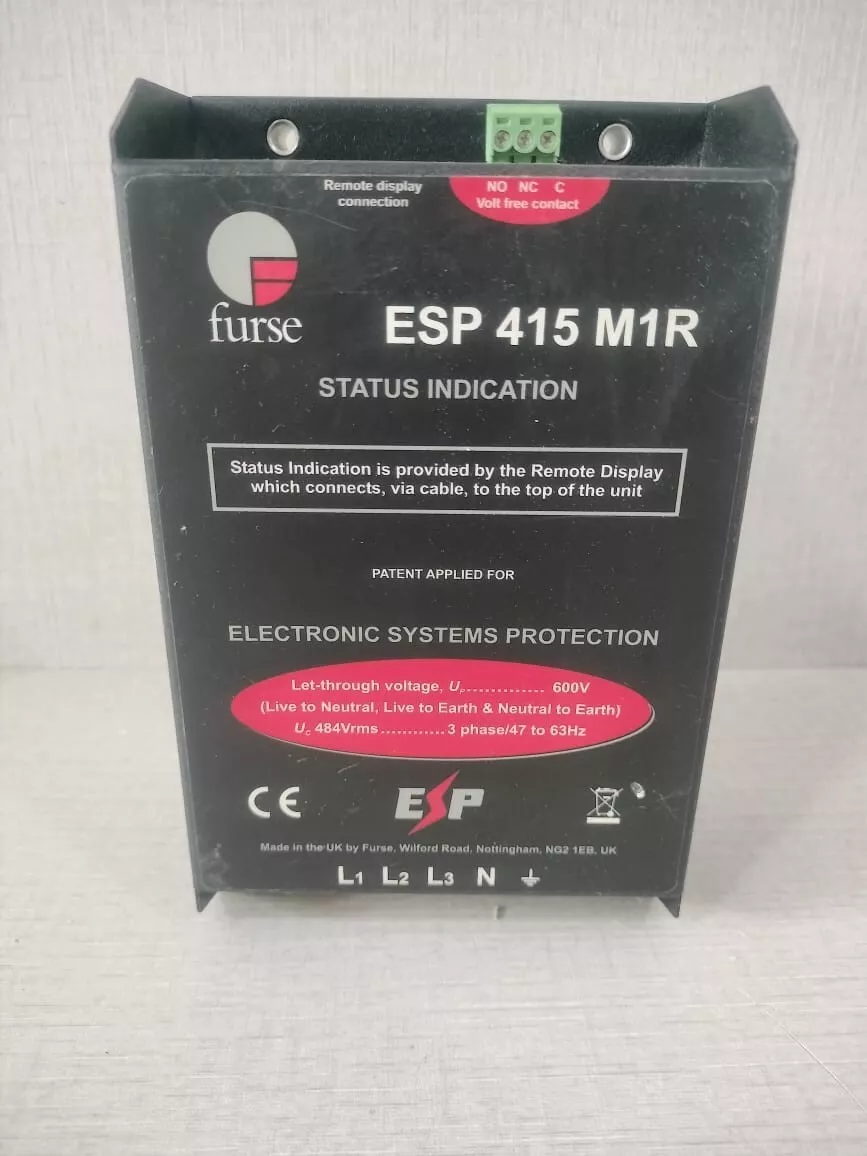 Remote display
connection
NO NC C
Volt free contact
furse
ESP 415 M1R
STATUS INDICATION
Status Indication is provided by the Remote Display
which connects, via cable, to the top of the unit
PATENT APPLIED FOR
ELECTRONIC SYSTEMS PROTECTION
Let-through voltage, Up.............. 600V
(Live to Neutral, Live to Earth & Neutral to Earth)
Uc 484Vrms............3 phase/47 to 63Hz
CE
ESP
Made in the UK by Furse, Wilford Road, Nottingham, NG2 1EB, UK
L1 L2 L3 N